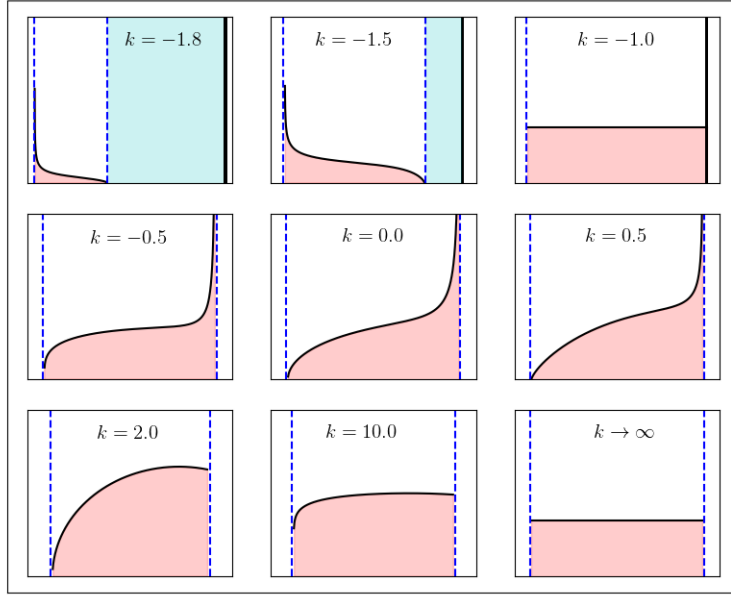 k = −1.8
k = −1.5
k = −1.0
k = −0.5
k = 0.0
k = 0.5
k = 2.0
k = 10.0
k → ∞